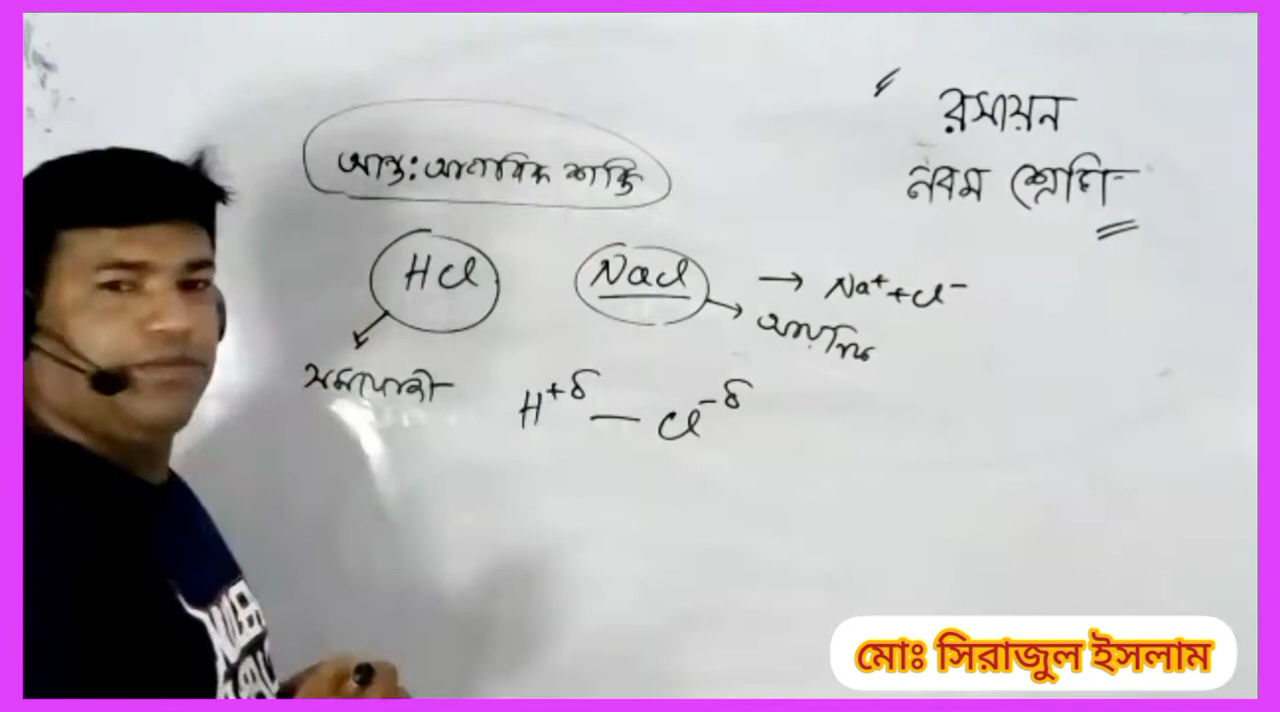 রসায়ন
নবম শ্রেণি
আন্ত:আণবিক শক্তি
HCl
NaCl → Na⁺+Cl⁻
আয়নিক
সমযোজী
H⁺ᵟ — Cl⁻ᵟ
মোঃ সিরাজুল ইসলাম